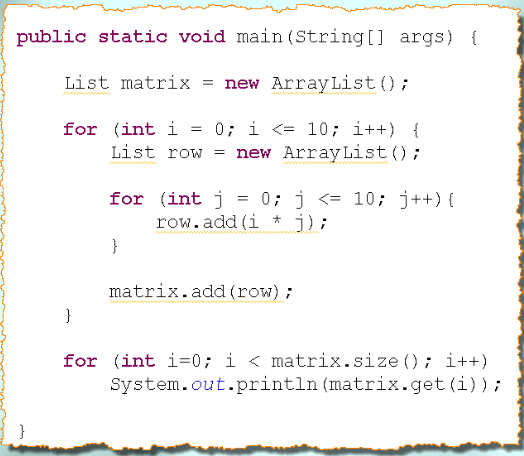 public static void main(String[] args) {
List matrix = new ArrayList();
for (int i = 0; i <= 10; i++) {
List row = new ArrayList();
for (int j = 0; j <= 10; j++){
row.add(i * j);
}
matrix.add(row);
}
for (int i=0; i < matrix.size(); i++)
System.out.println(matrix.get(i));
}